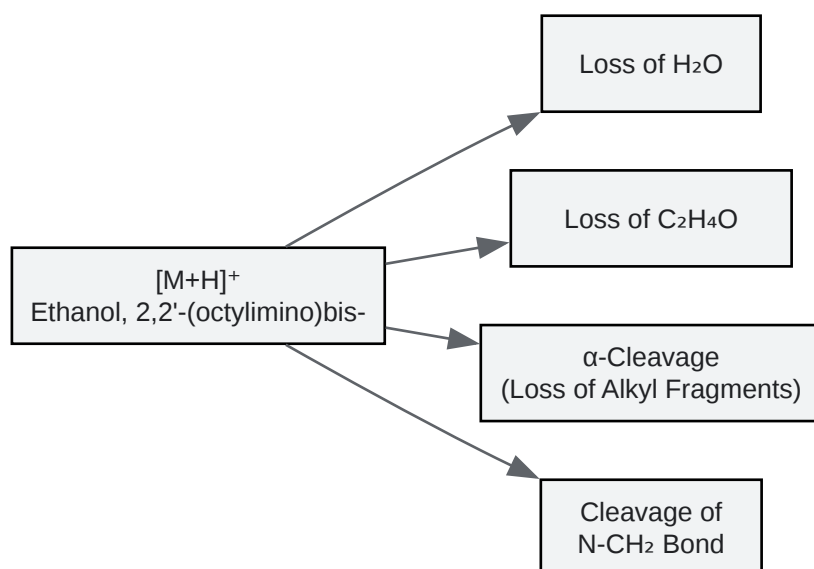 Loss of H₂O
Loss of C₂H₄O
[M+H]⁺
Ethanol, 2,2'-(octylimino)bis-
α-Cleavage
(Loss of Alkyl Fragments)
Cleavage of
N-CH₂ Bond